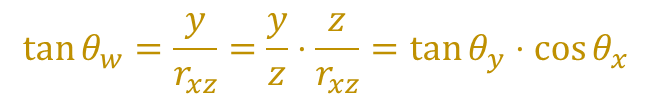 tan θ_w = y / r_xz = y / z · z / r_xz = tan θ_y · cos θ_x